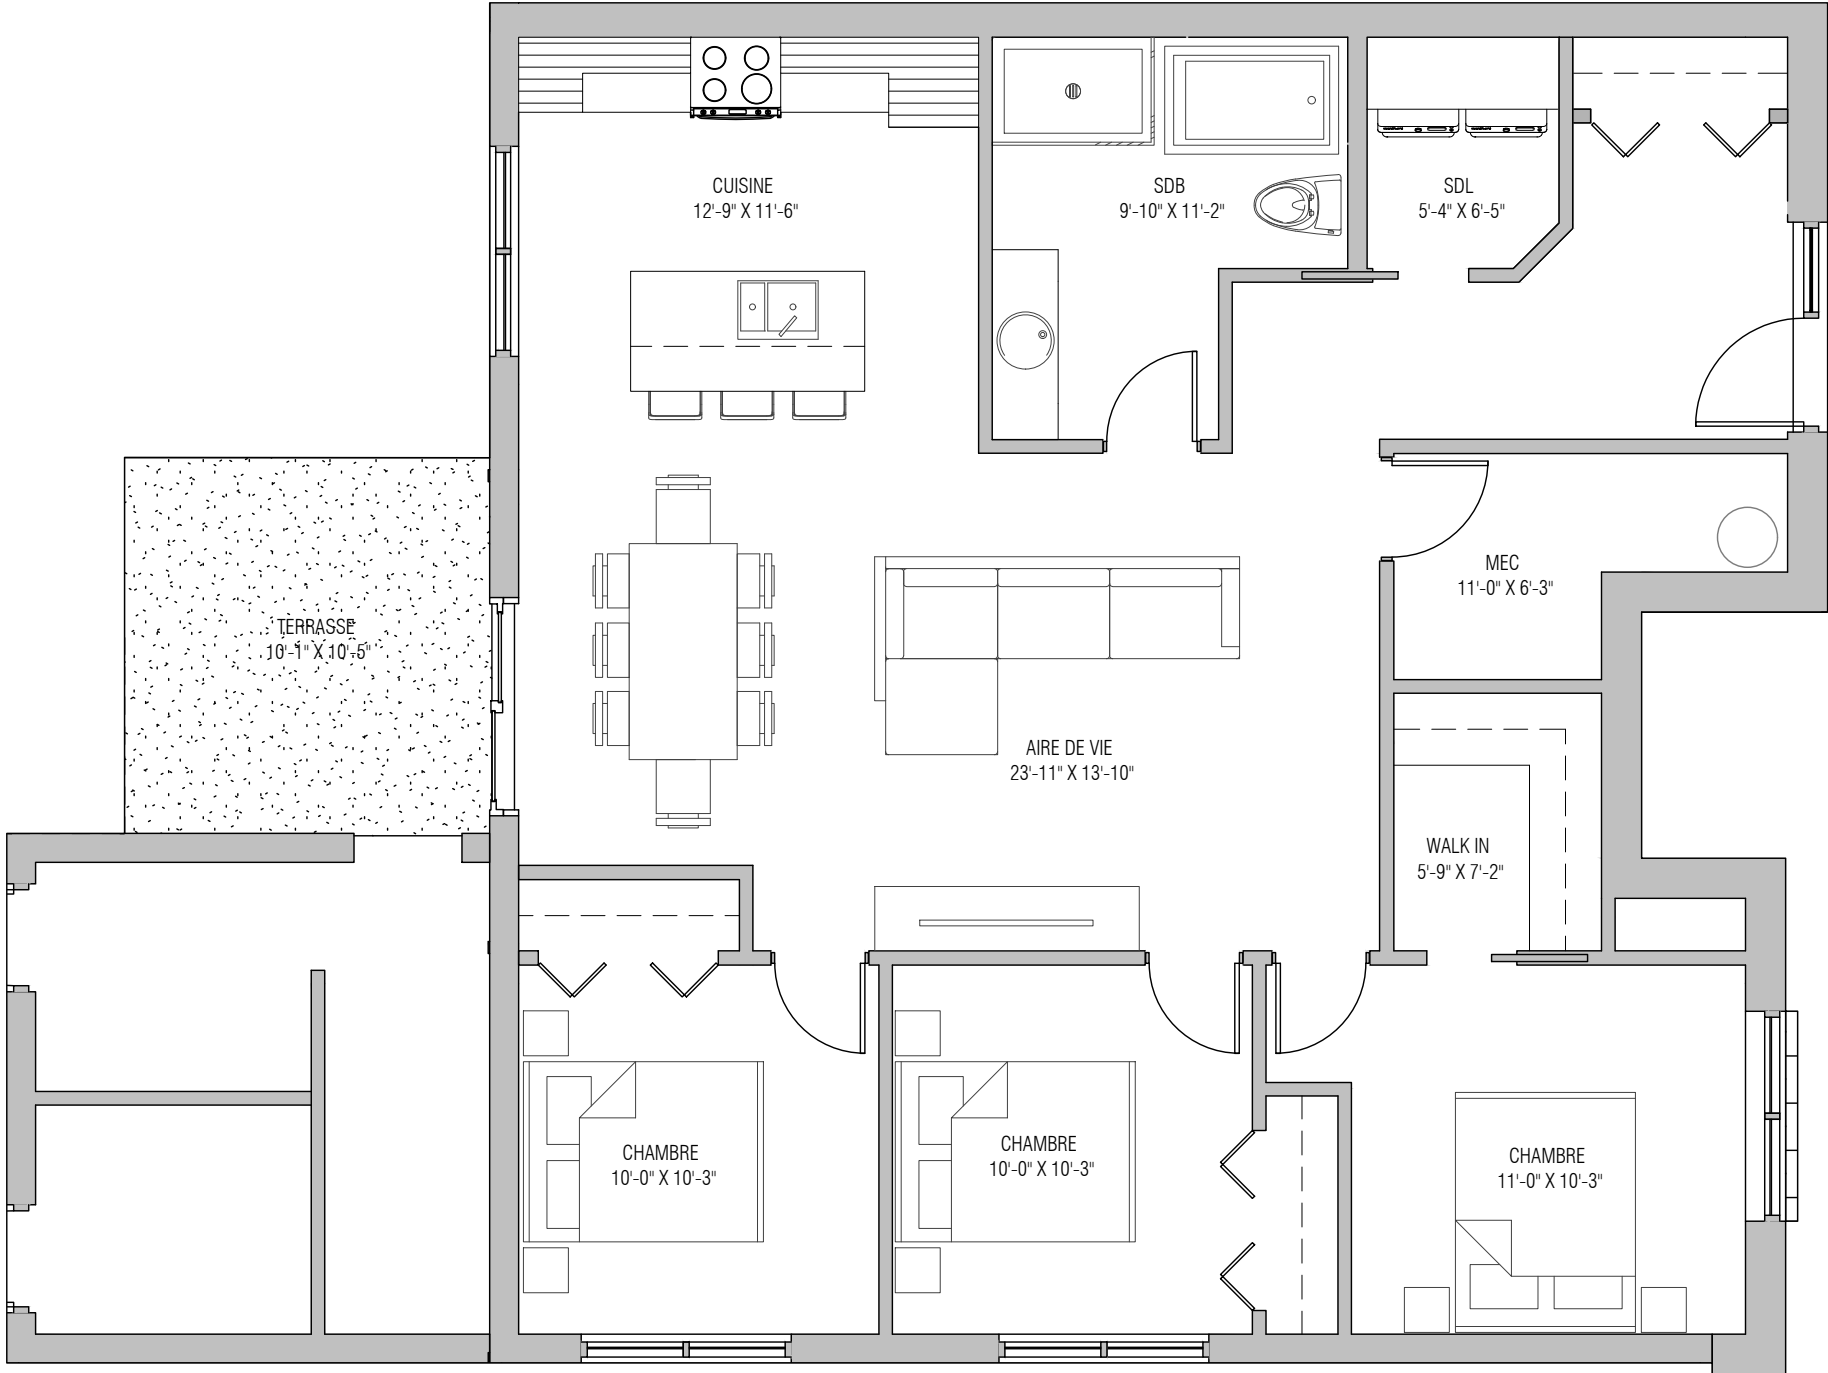 CUISINE
12'-9" X 11'-6"
SDB
9'-10" X 11'-2"
SDL
5'-4" X 6'-5"
MEC
11'-0" X 6'-3"
TERRASSE
10'-1" X 10'-5"
AIRE DE VIE
23'-11" X 13'-10"
WALK IN
5'-9" X 7'-2"
CHAMBRE
10'-0" X 10'-3"
CHAMBRE
10'-0" X 10'-3"
CHAMBRE
11'-0" X 10'-3"